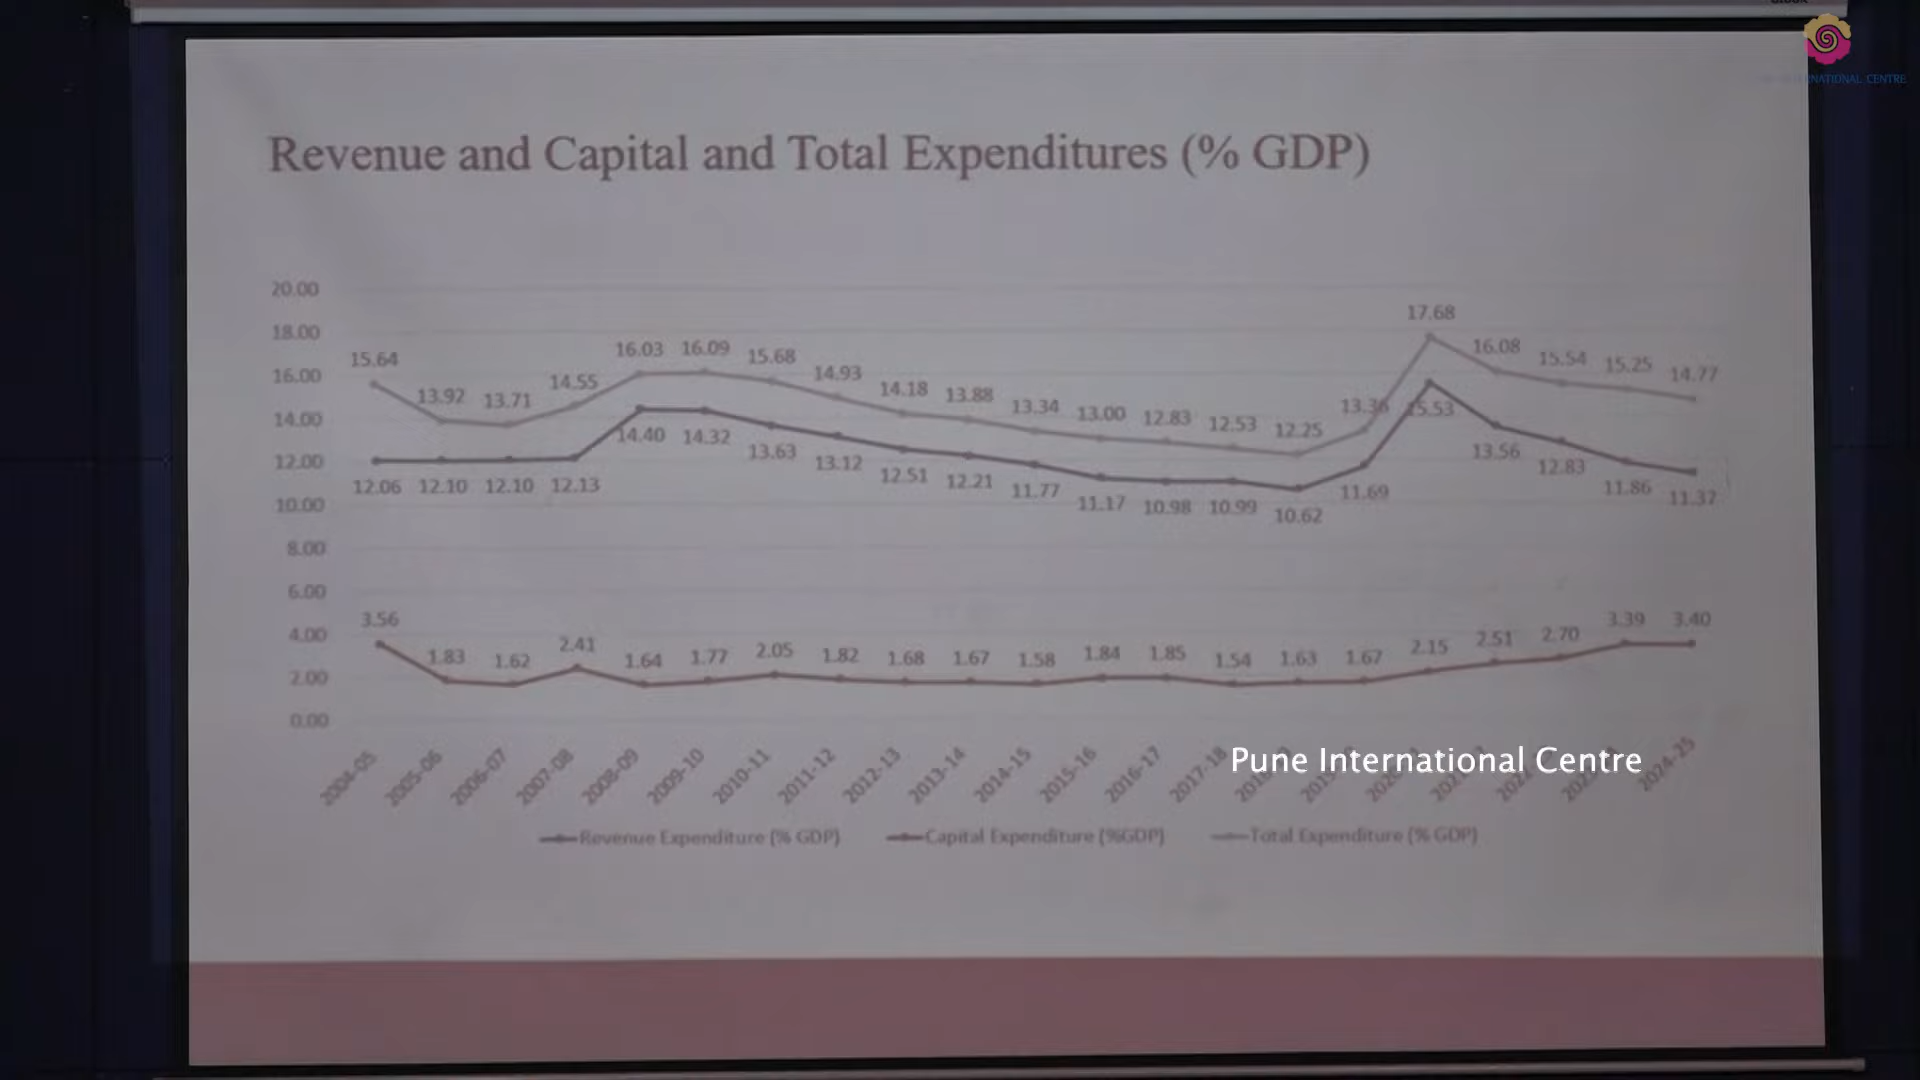 NATIONAL CENTRE
Revenue and Capital and Total Expenditures (% GDP)
20.00
18.00
16.00
14.00
12.00
10.00
8.00
6.00
4.00
2.00
0.00
15.64 13.92 13.71 14.55 16.03 16.09 15.68 14.93 14.18 13.88 13.34 13.00 12.83 12.53 12.25 13.36 17.68 16.08 15.54 15.25 14.77
12.06 12.10 12.10 12.13 14.40 14.32 13.63 13.12 12.51 12.21 11.77 11.17 10.98 10.99 10.62 11.69 15.53 13.56 12.83 11.86 11.37
3.56 1.83 1.62 2.41 1.64 1.77 2.05 1.82 1.68 1.67 1.58 1.84 1.85 1.54 1.63 1.67 2.15 2.51 2.70 3.39 3.40
2004-05 2005-06 2006-07 2007-08 2008-09 2009-10 2010-11 2011-12 2012-13 2013-14 2014-15 2015-16 2016-17 2017-18 2024-25
Pune International Centre
Revenue Expenditure (% GDP) Capital Expenditure (%GDP) Total Expenditure (% GDP)